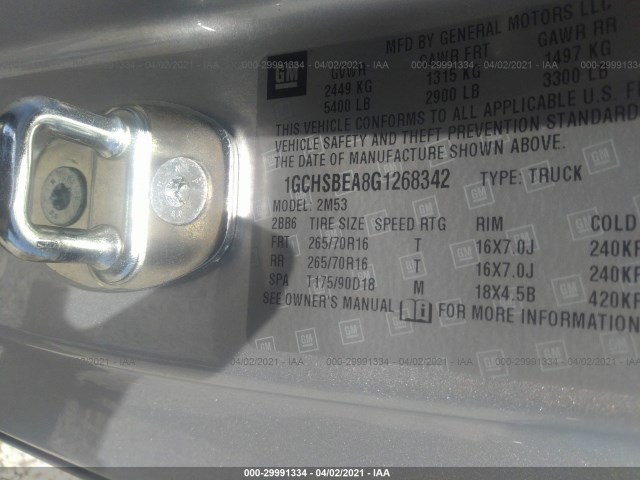 MFD BY GENERAL MOTORS LLC
GVWR GAWR FRT GAWR RR
2449 KG 1315 KG 1497 KG
5400 LB 2900 LB 3300 LB
GM
THIS VEHICLE CONFORMS TO ALL APPLICABLE U.S. F
VEHICLE SAFETY AND THEFT PREVENTION STANDARD
THE DATE OF MANUFACTURE SHOWN ABOVE.
1GCHSBEA8G1268342 TYPE: TRUCK
MODEL: 2M53
2BB6 TIRE SIZE SPEED RTG RIM COLD
FRT 265/70R16 T 16X7.0J 240KP
RR 265/70R16 T 16X7.0J 240KP
SPA T175/90D18 M 18X4.5B 420KP
SEE OWNER'S MANUAL FOR MORE INFORMATION
000-29991334 - 04/02/2021 - IAA